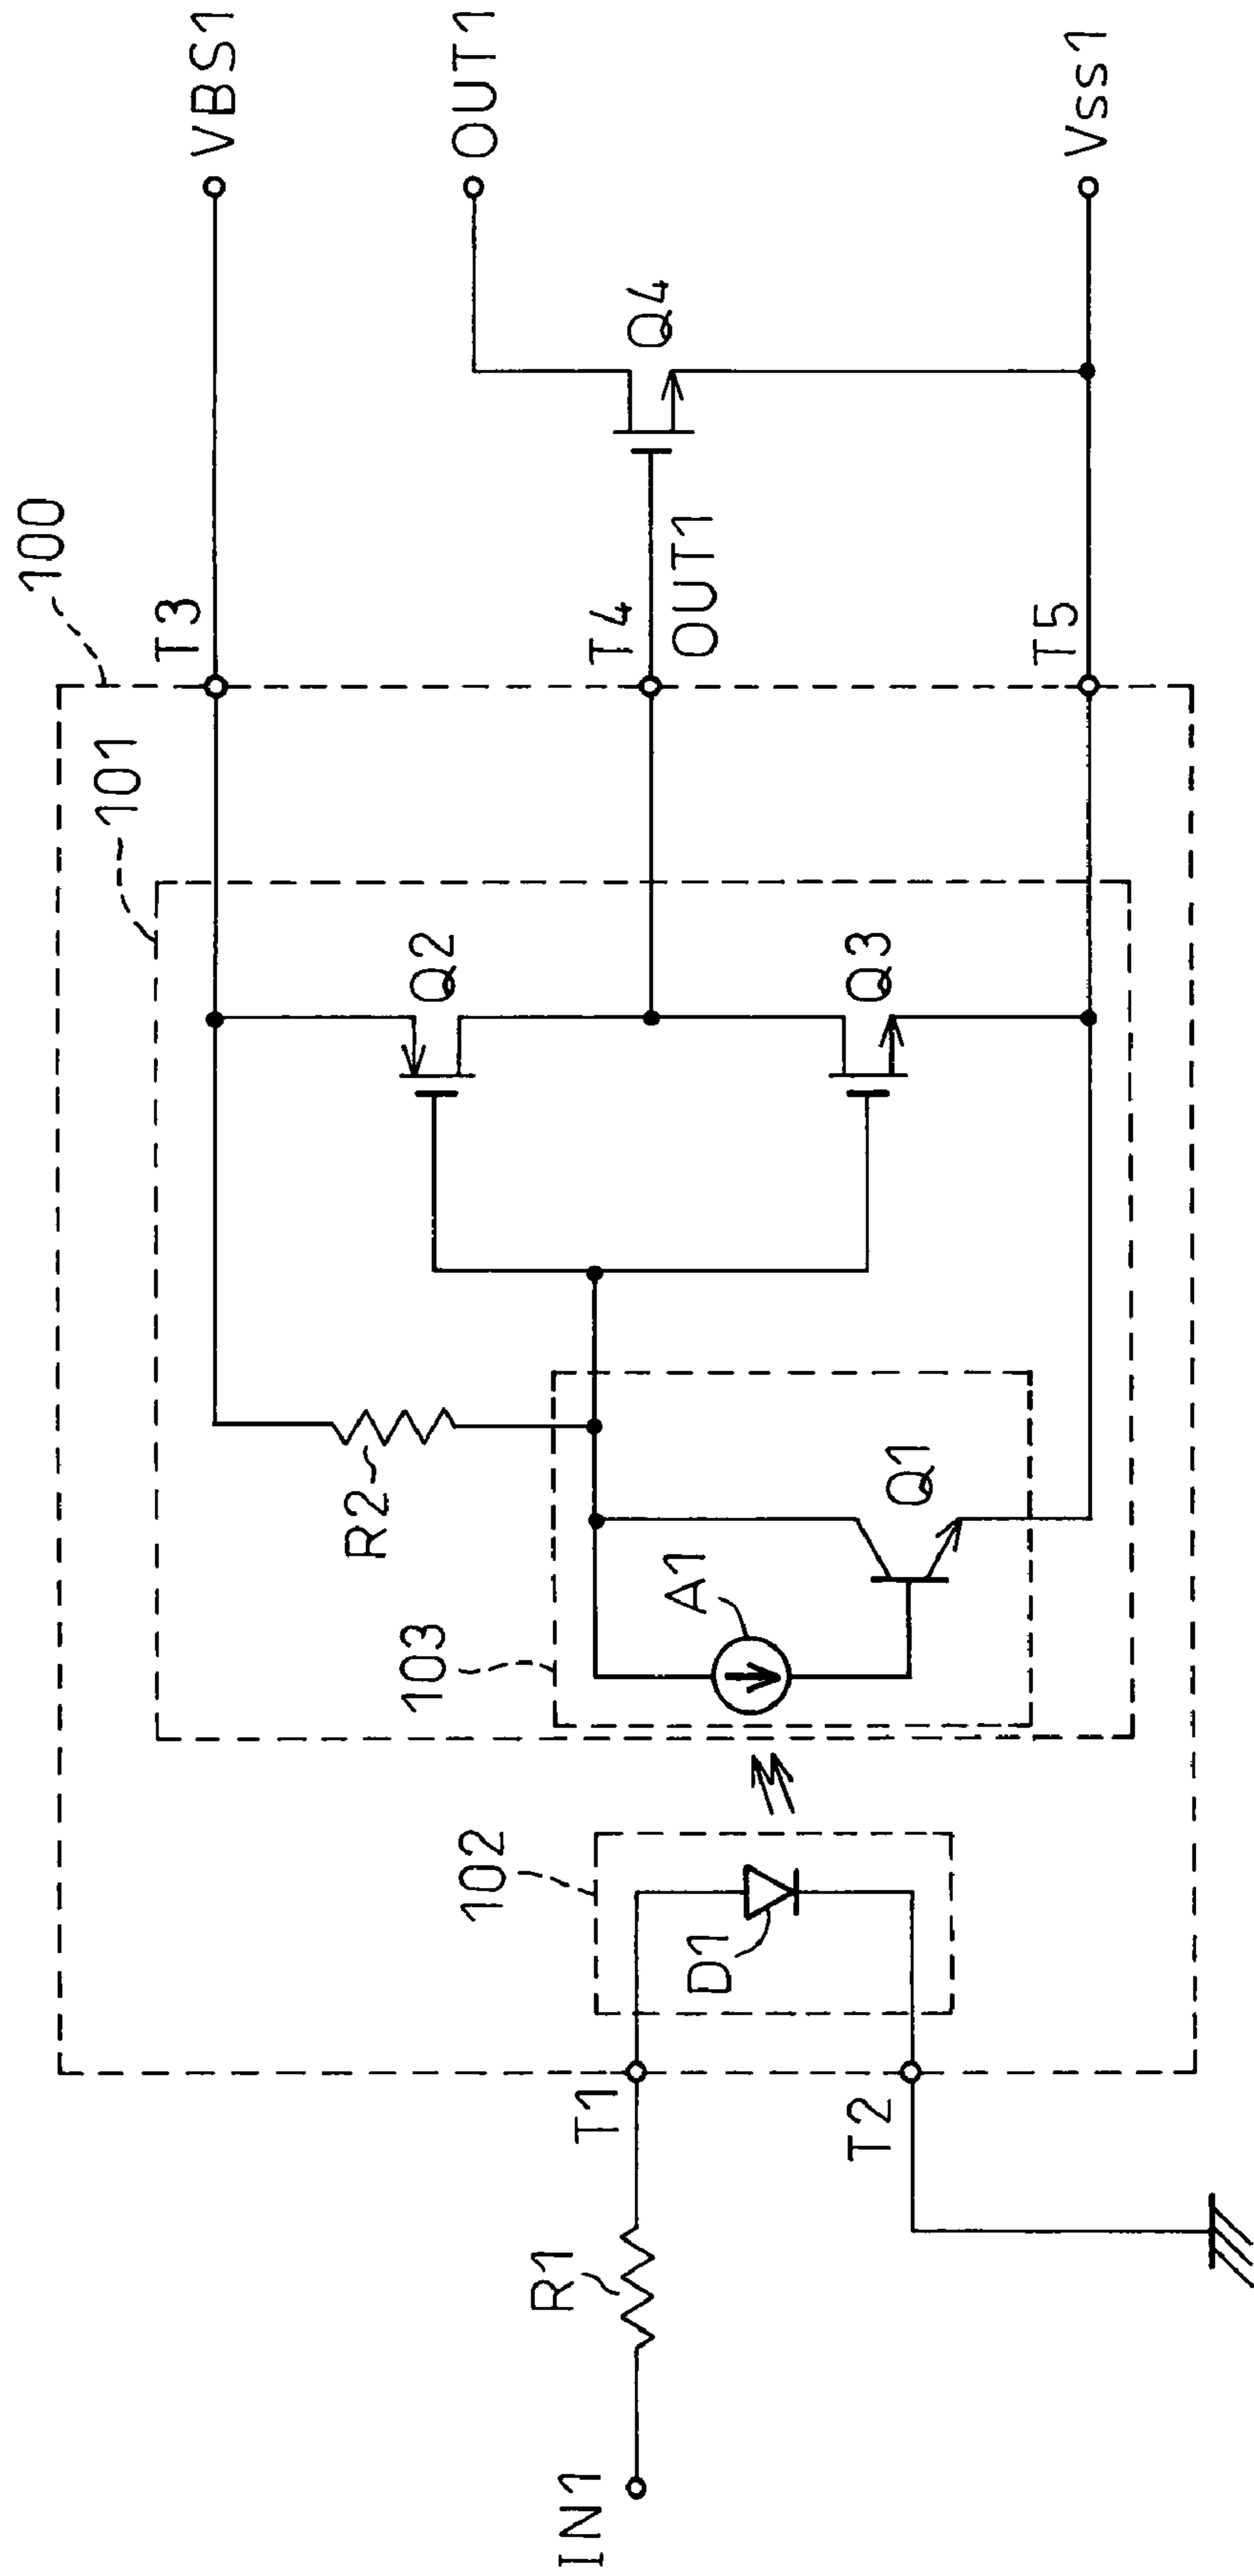 100
101
T3
VBS1
OUT1
R2
Q2
Q4
103
102
A1
T4
OUT1
IN1
R1
T1
D1
Q1
Q3
T2
T5
Vss1